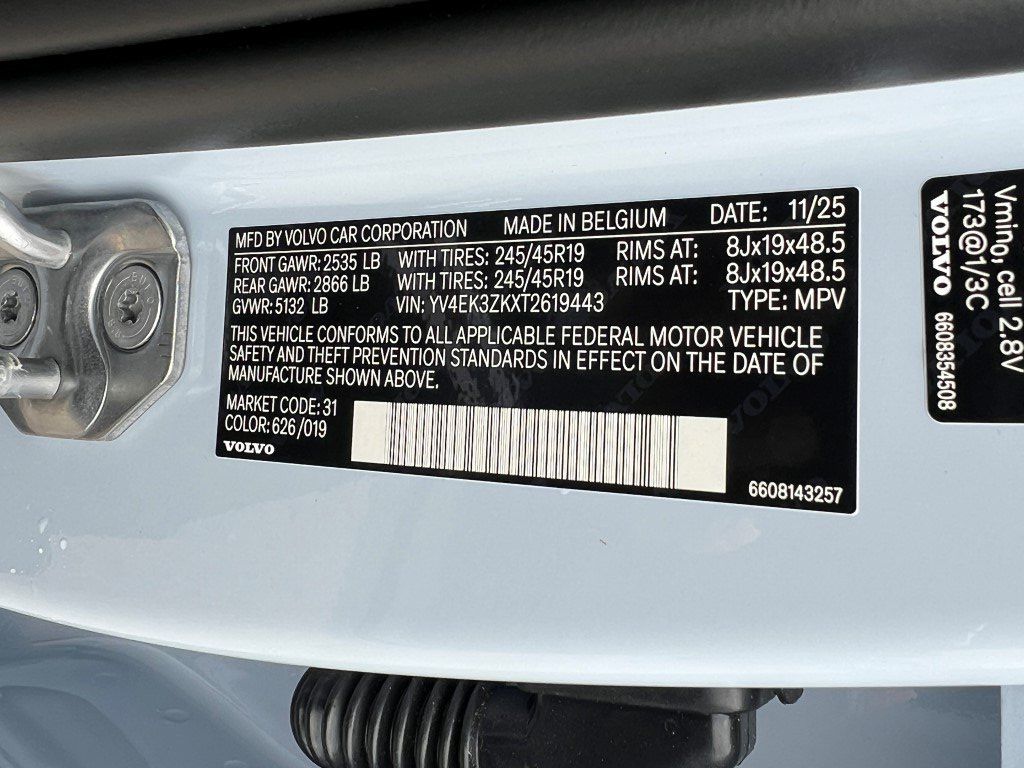 MFD BY VOLVO CAR CORPORATION MADE IN BELGIUM DATE: 11/25
FRONT GAWR: 2535 LB WITH TIRES: 245/45R19 RIMS AT: 8Jx19x48.5
REAR GAWR: 2866 LB WITH TIRES: 245/45R19 RIMS AT: 8Jx19x48.5
GVWR: 5132 LB VIN: YV4EK3ZKXT2619443 TYPE: MPV
THIS VEHICLE CONFORMS TO ALL APPLICABLE FEDERAL MOTOR VEHICLE
SAFETY AND THEFT PREVENTION STANDARDS IN EFFECT ON THE DATE OF
MANUFACTURE SHOWN ABOVE.
MARKET CODE: 31
COLOR: 626/019
VOLVO
6608143257
Vming, cell 2.8V
173@1/3C
VOLVO 6608354508